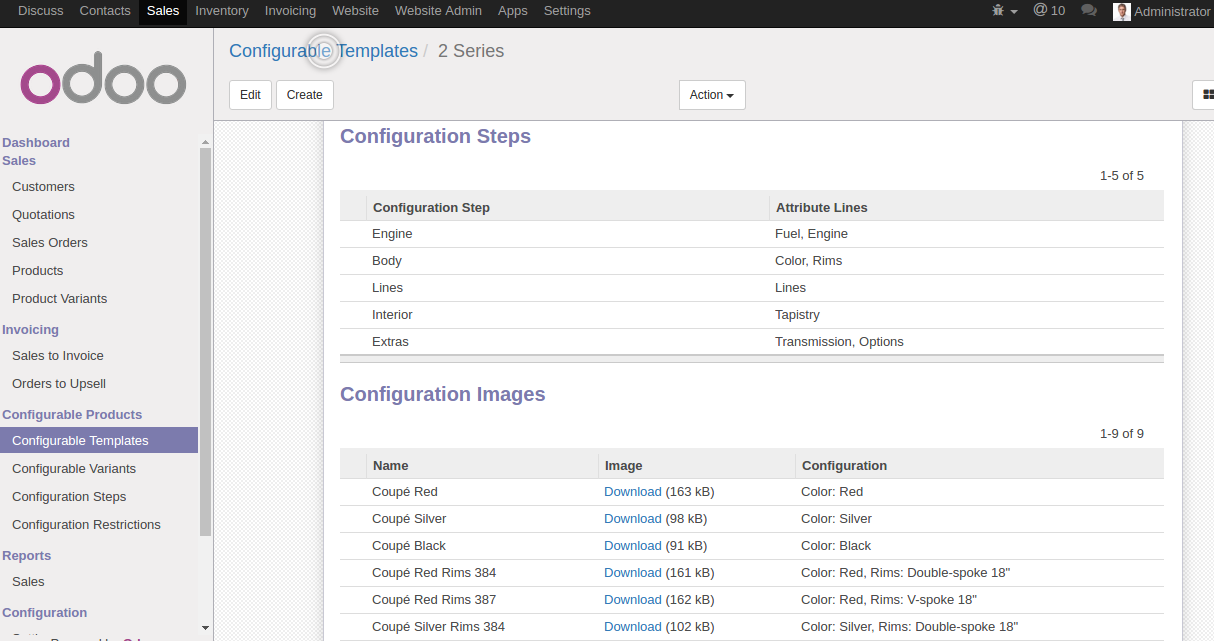 Discuss Contacts Sales Inventory Invoicing Website Website Admin Apps Settings @ 10 Administrator
odoo
Configurable Templates / 2 Series
Edit Create Action
Dashboard
Sales
Customers
Quotations
Sales Orders
Products
Product Variants
Invoicing
Sales to Invoice
Orders to Upsell
Configurable Products
Configurable Templates
Configurable Variants
Configuration Steps
Configuration Restrictions
Reports
Sales
Configuration
Configuration Steps
1-5 of 5
Configuration Step Attribute Lines
Engine Fuel, Engine
Body Color, Rims
Lines Lines
Interior Tapistry
Extras Transmission, Options
Configuration Images
1-9 of 9
Name Image Configuration
Coupé Red Download (163 kB) Color: Red
Coupé Silver Download (98 kB) Color: Silver
Coupé Black Download (91 kB) Color: Black
Coupé Red Rims 384 Download (161 kB) Color: Red, Rims: Double-spoke 18"
Coupé Red Rims 387 Download (162 kB) Color: Red, Rims: V-spoke 18"
Coupé Silver Rims 384 Download (102 kB) Color: Silver, Rims: Double-spoke 18"